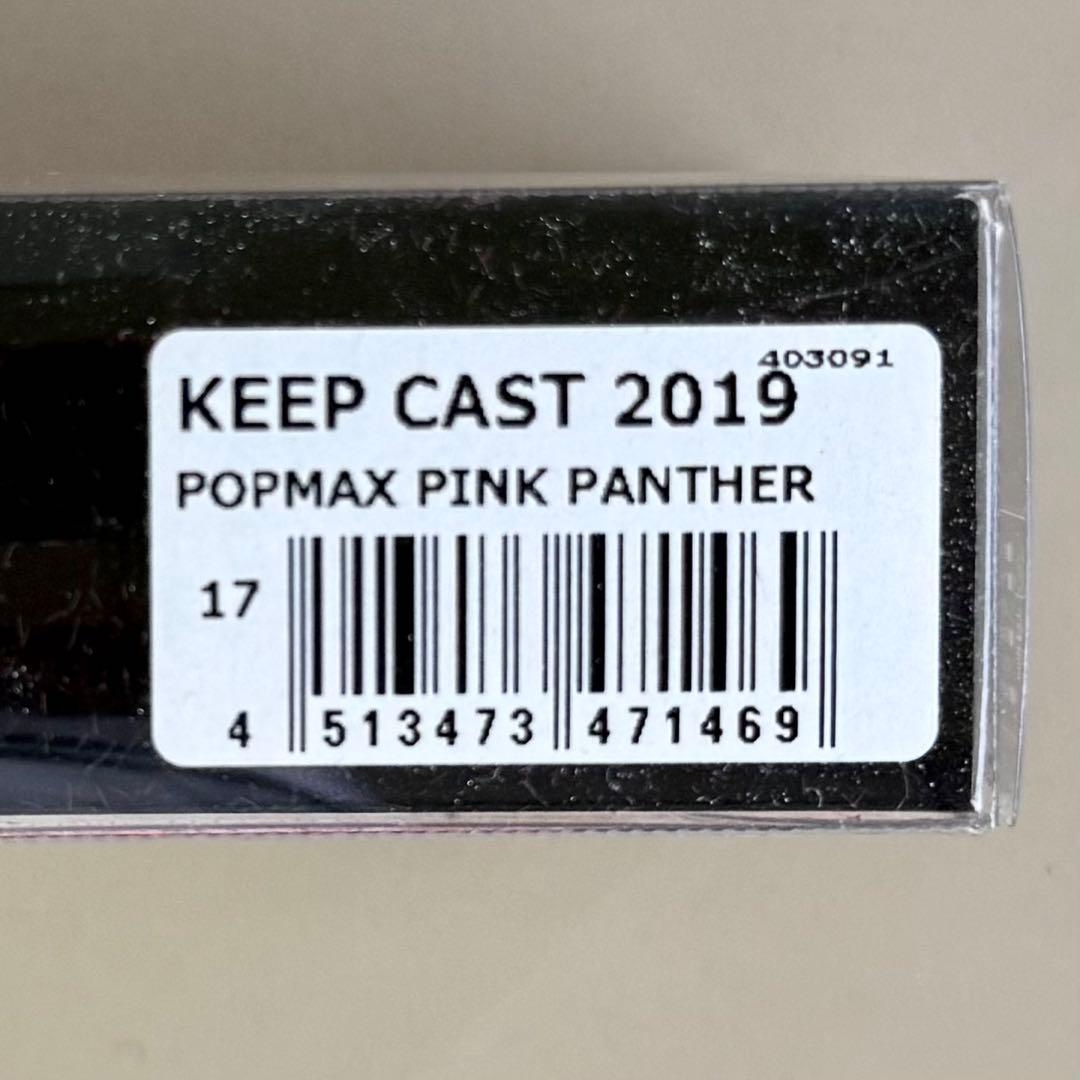 403091
KEEP CAST 2019
POPMAX PINK PANTHER
17
4 513473 471469